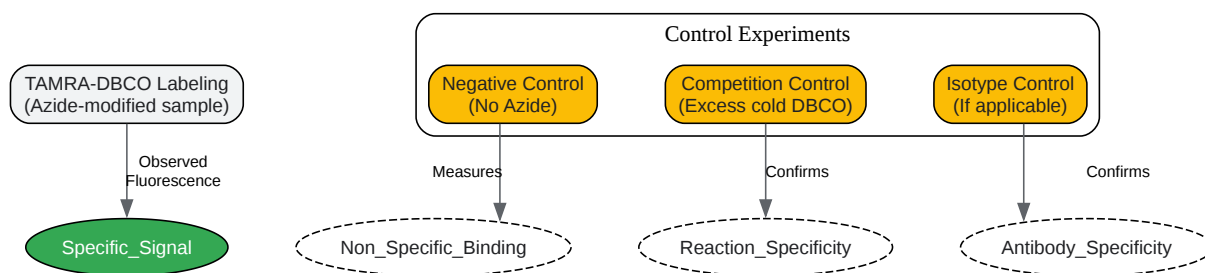 Control Experiments
TAMRA-DBCO Labeling
(Azide-modified sample)
Negative Control
(No Azide)
Competition Control
(Excess cold DBCO)
Isotype Control
(If applicable)
Observed
Fluorescence
Measures
Confirms
Confirms
Specific_Signal
Non_Specific_Binding
Reaction_Specificity
Antibody_Specificity